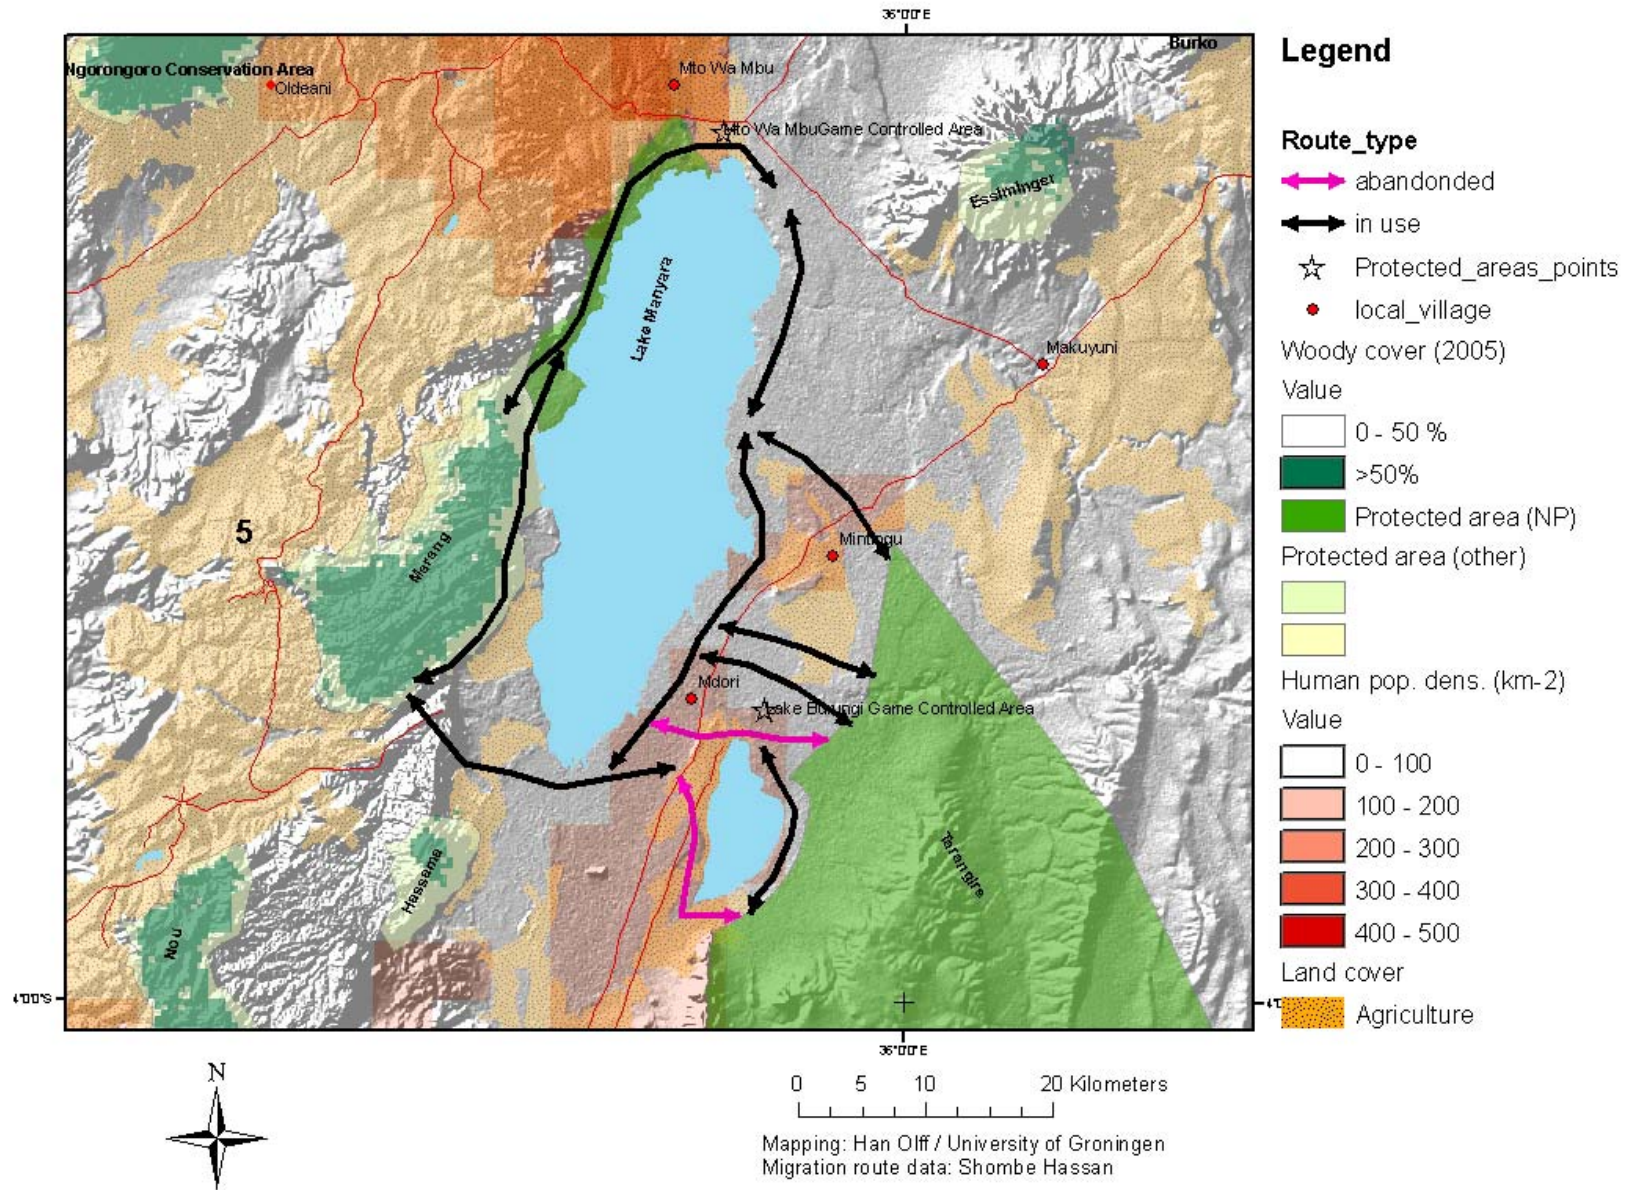 36°00'E
Burko
Ngorongoro Conservation Area
Oldeani
Mto Wa Mbu
Mto Wa MbuGame Controlled Area
Essiminger
Lake Manyara
Makuyuni
5
Marang
Mintingu
Mdori
Lake Burungi Game Controlled Area
Tarangire
Hassama
Nou
4°00'S
36°00'E
Legend
Route_type
abandonded
in use
Protected_areas_points
local_village
Woody cover (2005)
Value
0 - 50 %
>50%
Protected area (NP)
Protected area (other)
Human pop. dens. (km-2)
Value
0 - 100
100 - 200
200 - 300
300 - 400
400 - 500
Land cover
Agriculture
N
0 5 10 20 Kilometers
Mapping: Han Olff / University of Groningen
Migration route data: Shombe Hassan